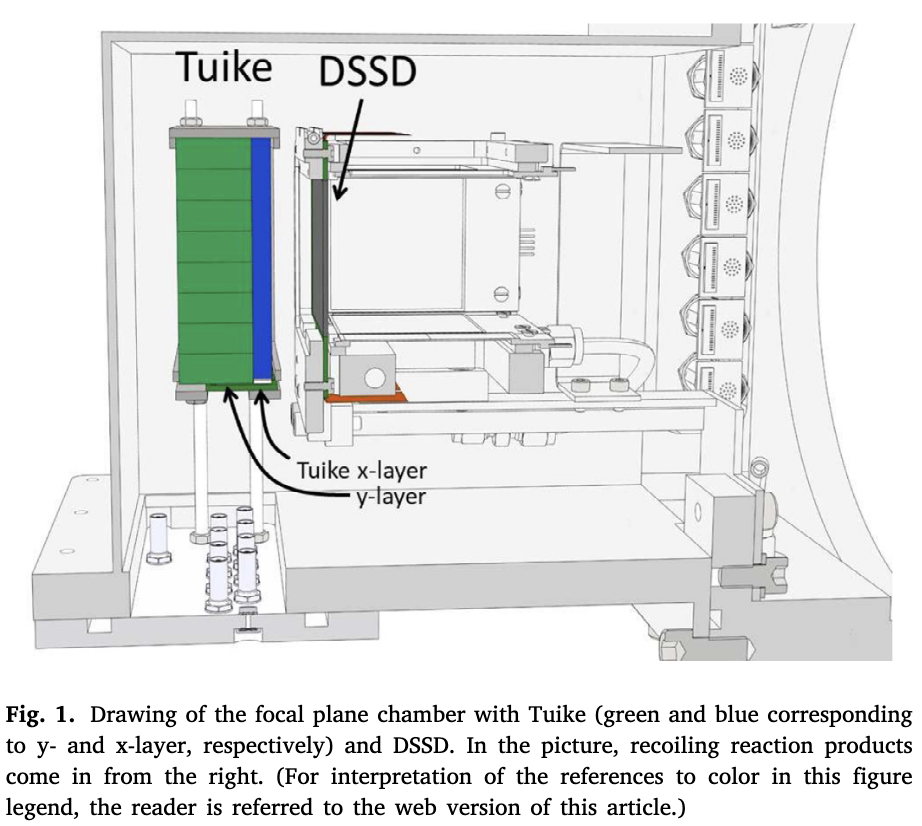 Tuike DSSD
Tuike x-layer
y-layer
Fig. 1. Drawing of the focal plane chamber with Tuike (green and blue corresponding
to y- and x-layer, respectively) and DSSD. In the picture, recoiling reaction products
come in from the right. (For interpretation of the references to color in this figure
legend, the reader is referred to the web version of this article.)